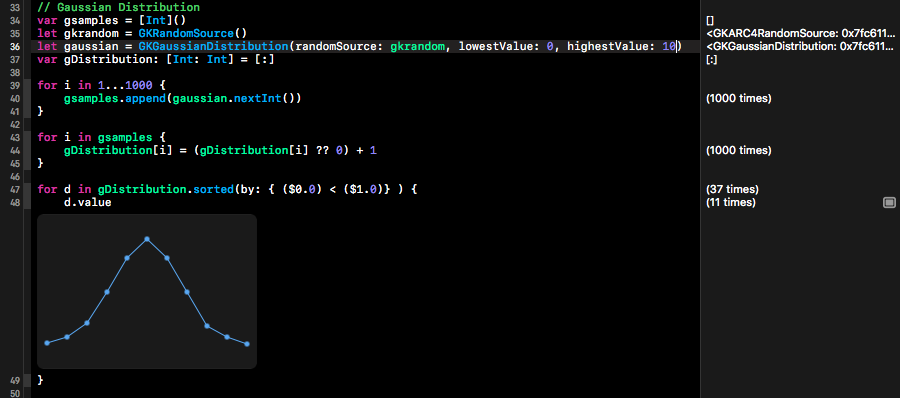 33 // Gaussian Distribution
34 var gsamples = [Int]() []
35 let gkrandom = GKRandomSource() <GKARC4RandomSource: 0x7fc611...
36 let gaussian = GKGaussianDistribution(randomSource: gkrandom, lowestValue: 0, highestValue: 10) <GKGaussianDistribution: 0x7fc611...
37 var gDistribution: [Int: Int] = [:] [:]
38
39 for i in 1...1000 {
40 gsamples.append(gaussian.nextInt()) (1000 times)
41 }
42
43 for i in gsamples {
44 gDistribution[i] = (gDistribution[i] ?? 0) + 1 (1000 times)
45 }
46
47 for d in gDistribution.sorted(by: { ($0.0) < ($1.0)} ) { (37 times)
48 d.value (11 times)
49 }
50